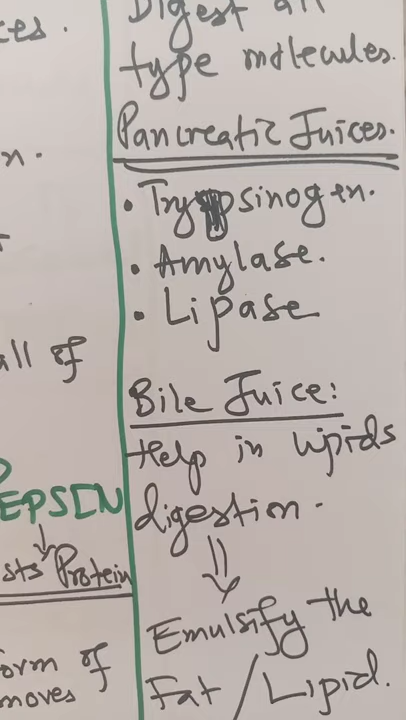 Digest all
type molecules.
Pancreatic Juices.
• Trypsinogen.
• Amylase.
• Lipase
Bile Juice:
Help in lipids
digestion.
⇓
Emulsify the
Fat / Lipid.
n.
all of
EPSIN
↓
sts Protein
orm of
moves